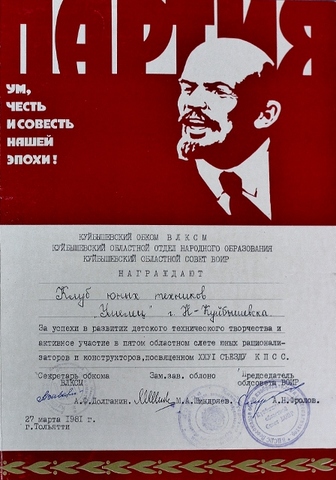 ПАРТИЯ
УМ,
ЧЕСТЬ
И СОВЕСТЬ
НАШЕЙ
ЭПОХИ!
КУЙБЫШЕВСКИЙ ОБКОМ ВЛКСМ
КУЙБЫШЕВСКИЙ ОБЛАСТНОЙ ОТДЕЛ НАРОДНОГО ОБРАЗОВАНИЯ
КУЙБЫШЕВСКИЙ ОБЛАСТНОЙ СОВЕТ ВОИР
НАГРАЖДАЮТ
Клуб юных техников
"Умелец" г. Н-Куйбышевска
За успехи в развитии детского технического творчества и
активное участие в пятом областном слете юных рационали-
заторов и конструкторов, посвященном XXVI СЪЕЗДУ КПСС.
Секретарь обкома Зам. зав. облоно Председатель
ВЛКСМ облсовета ВОИР
А.Ф. Долганин М.А. А.Н. Фролов.
27 марта 1981 г.
г. Тольятти